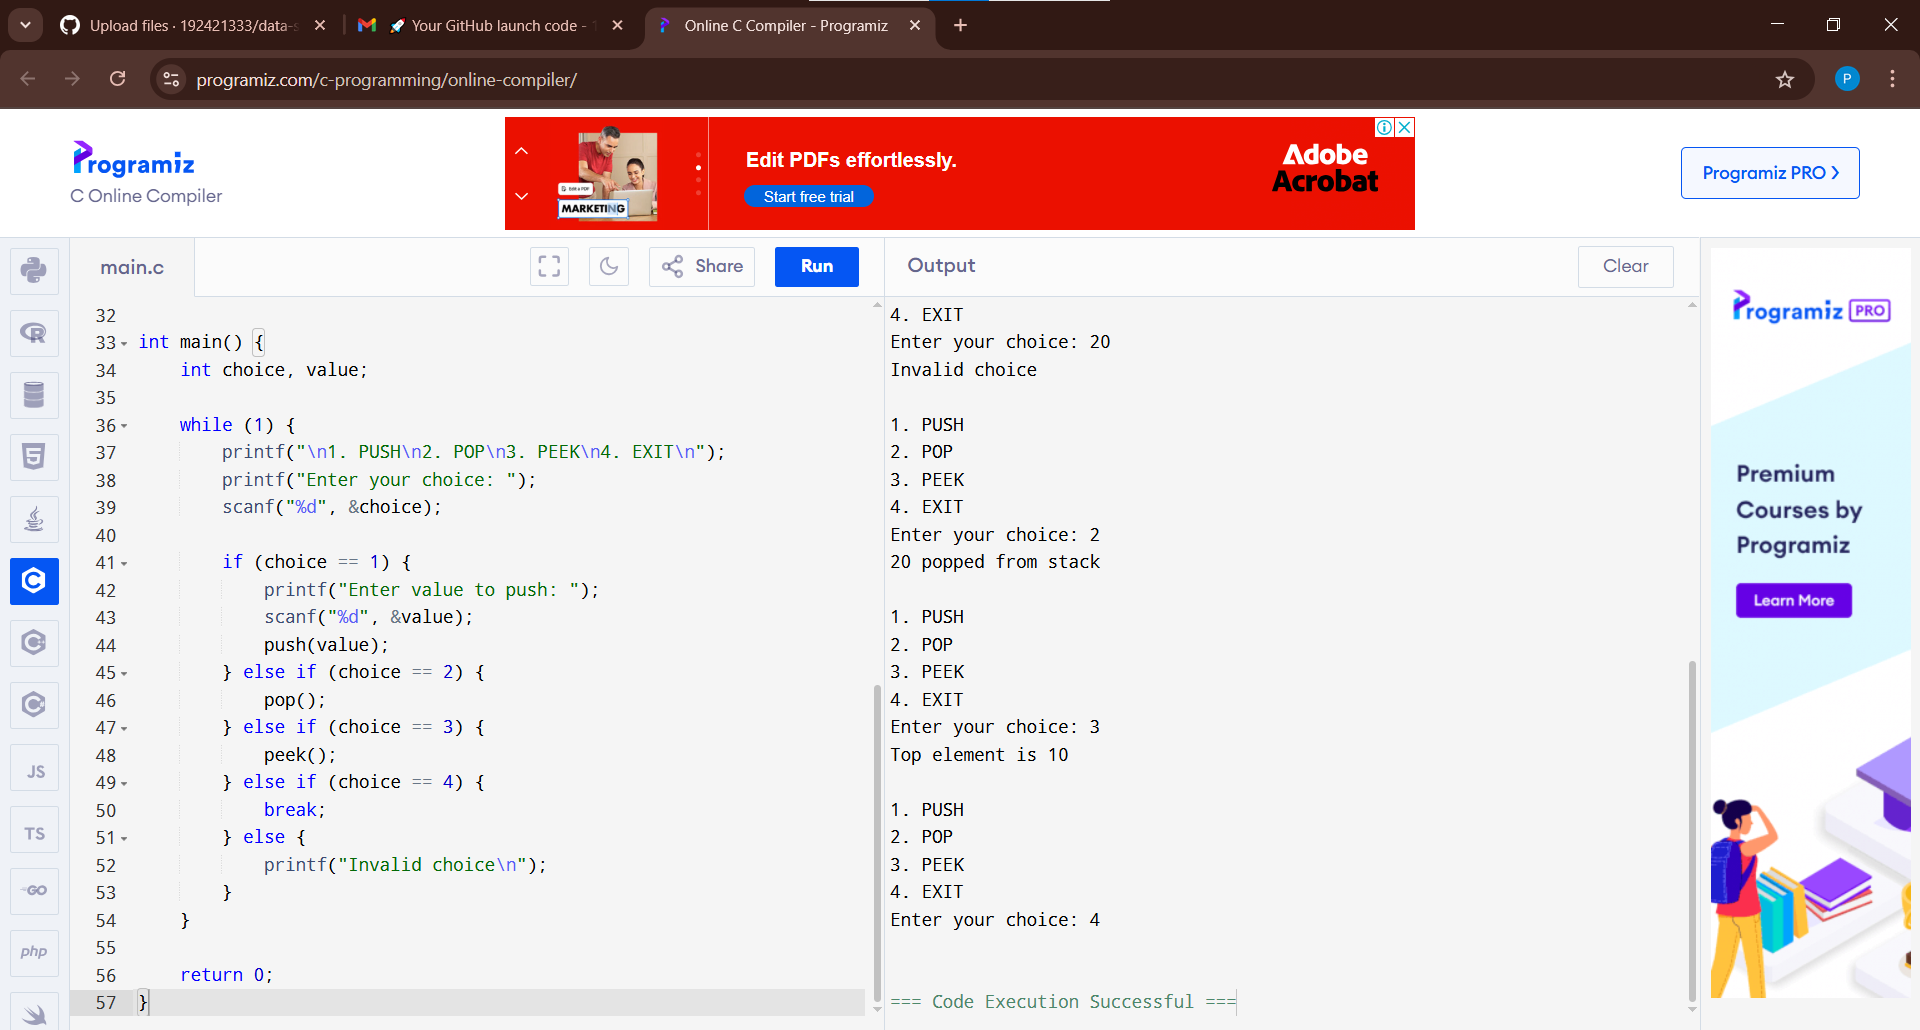 Upload files · 192421333/data-s
Your GitHub launch code - 1
Online C Compiler - Programiz
programiz.com/c-programming/online-compiler/
P
Programiz
C Online Compiler
Edit a PDF
MARKETING
Edit PDFs effortlessly.
Start free trial
Adobe
Acrobat
Programiz PRO
main.c
Share
Run
Output
Clear
32
33 int main() {
34 int choice, value;
35
36 while (1) {
37 printf("\n1. PUSH\n2. POP\n3. PEEK\n4. EXIT\n");
38 printf("Enter your choice: ");
39 scanf("%d", &choice);
40
41 if (choice == 1) {
42 printf("Enter value to push: ");
43 scanf("%d", &value);
44 push(value);
45 } else if (choice == 2) {
46 pop();
47 } else if (choice == 3) {
48 peek();
49 } else if (choice == 4) {
50 break;
51 } else {
52 printf("Invalid choice\n");
53 }
54 }
55
56 return 0;
57 }
4. EXIT
Enter your choice: 20
Invalid choice
1. PUSH
2. POP
3. PEEK
4. EXIT
Enter your choice: 2
20 popped from stack
1. PUSH
2. POP
3. PEEK
4. EXIT
Enter your choice: 3
Top element is 10
1. PUSH
2. POP
3. PEEK
4. EXIT
Enter your choice: 4
=== Code Execution Successful ===
R
5
C
JS
TS
GO
php
Programiz PRO
Premium
Courses by
Programiz
Learn More